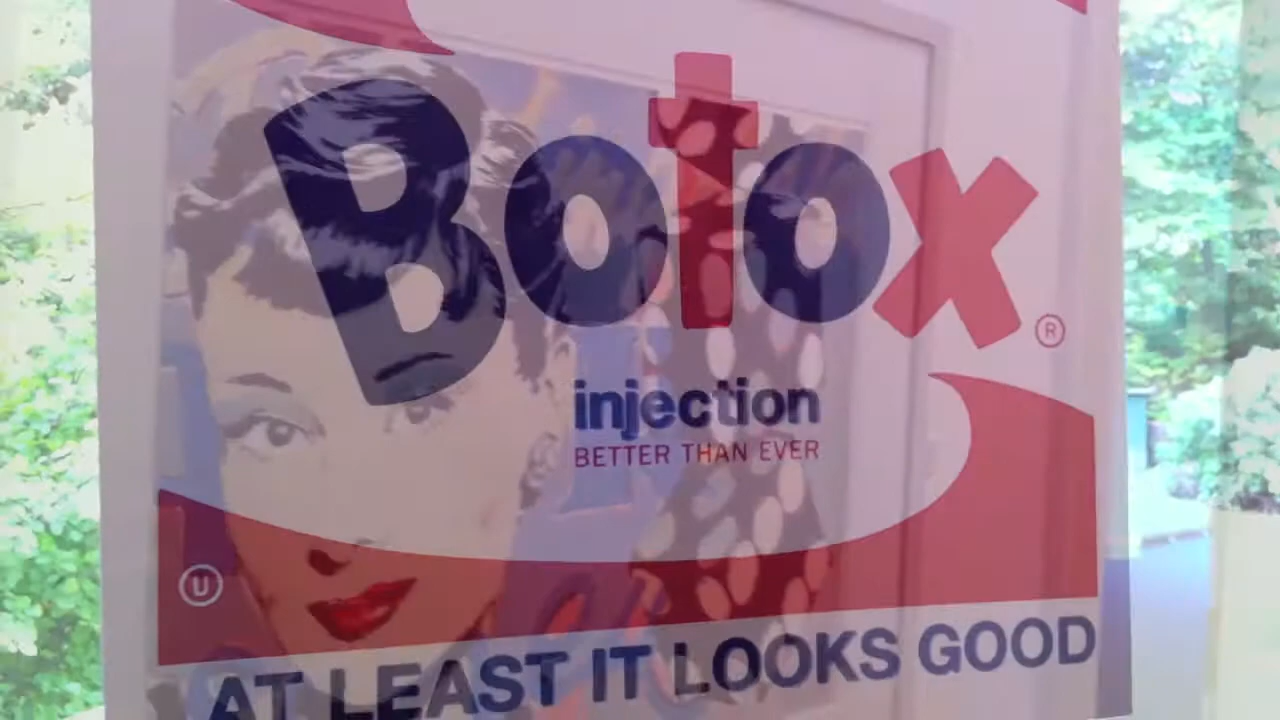 Botox
®
injection
BETTER THAN EVER
U
AT LEAST IT LOOKS GOOD